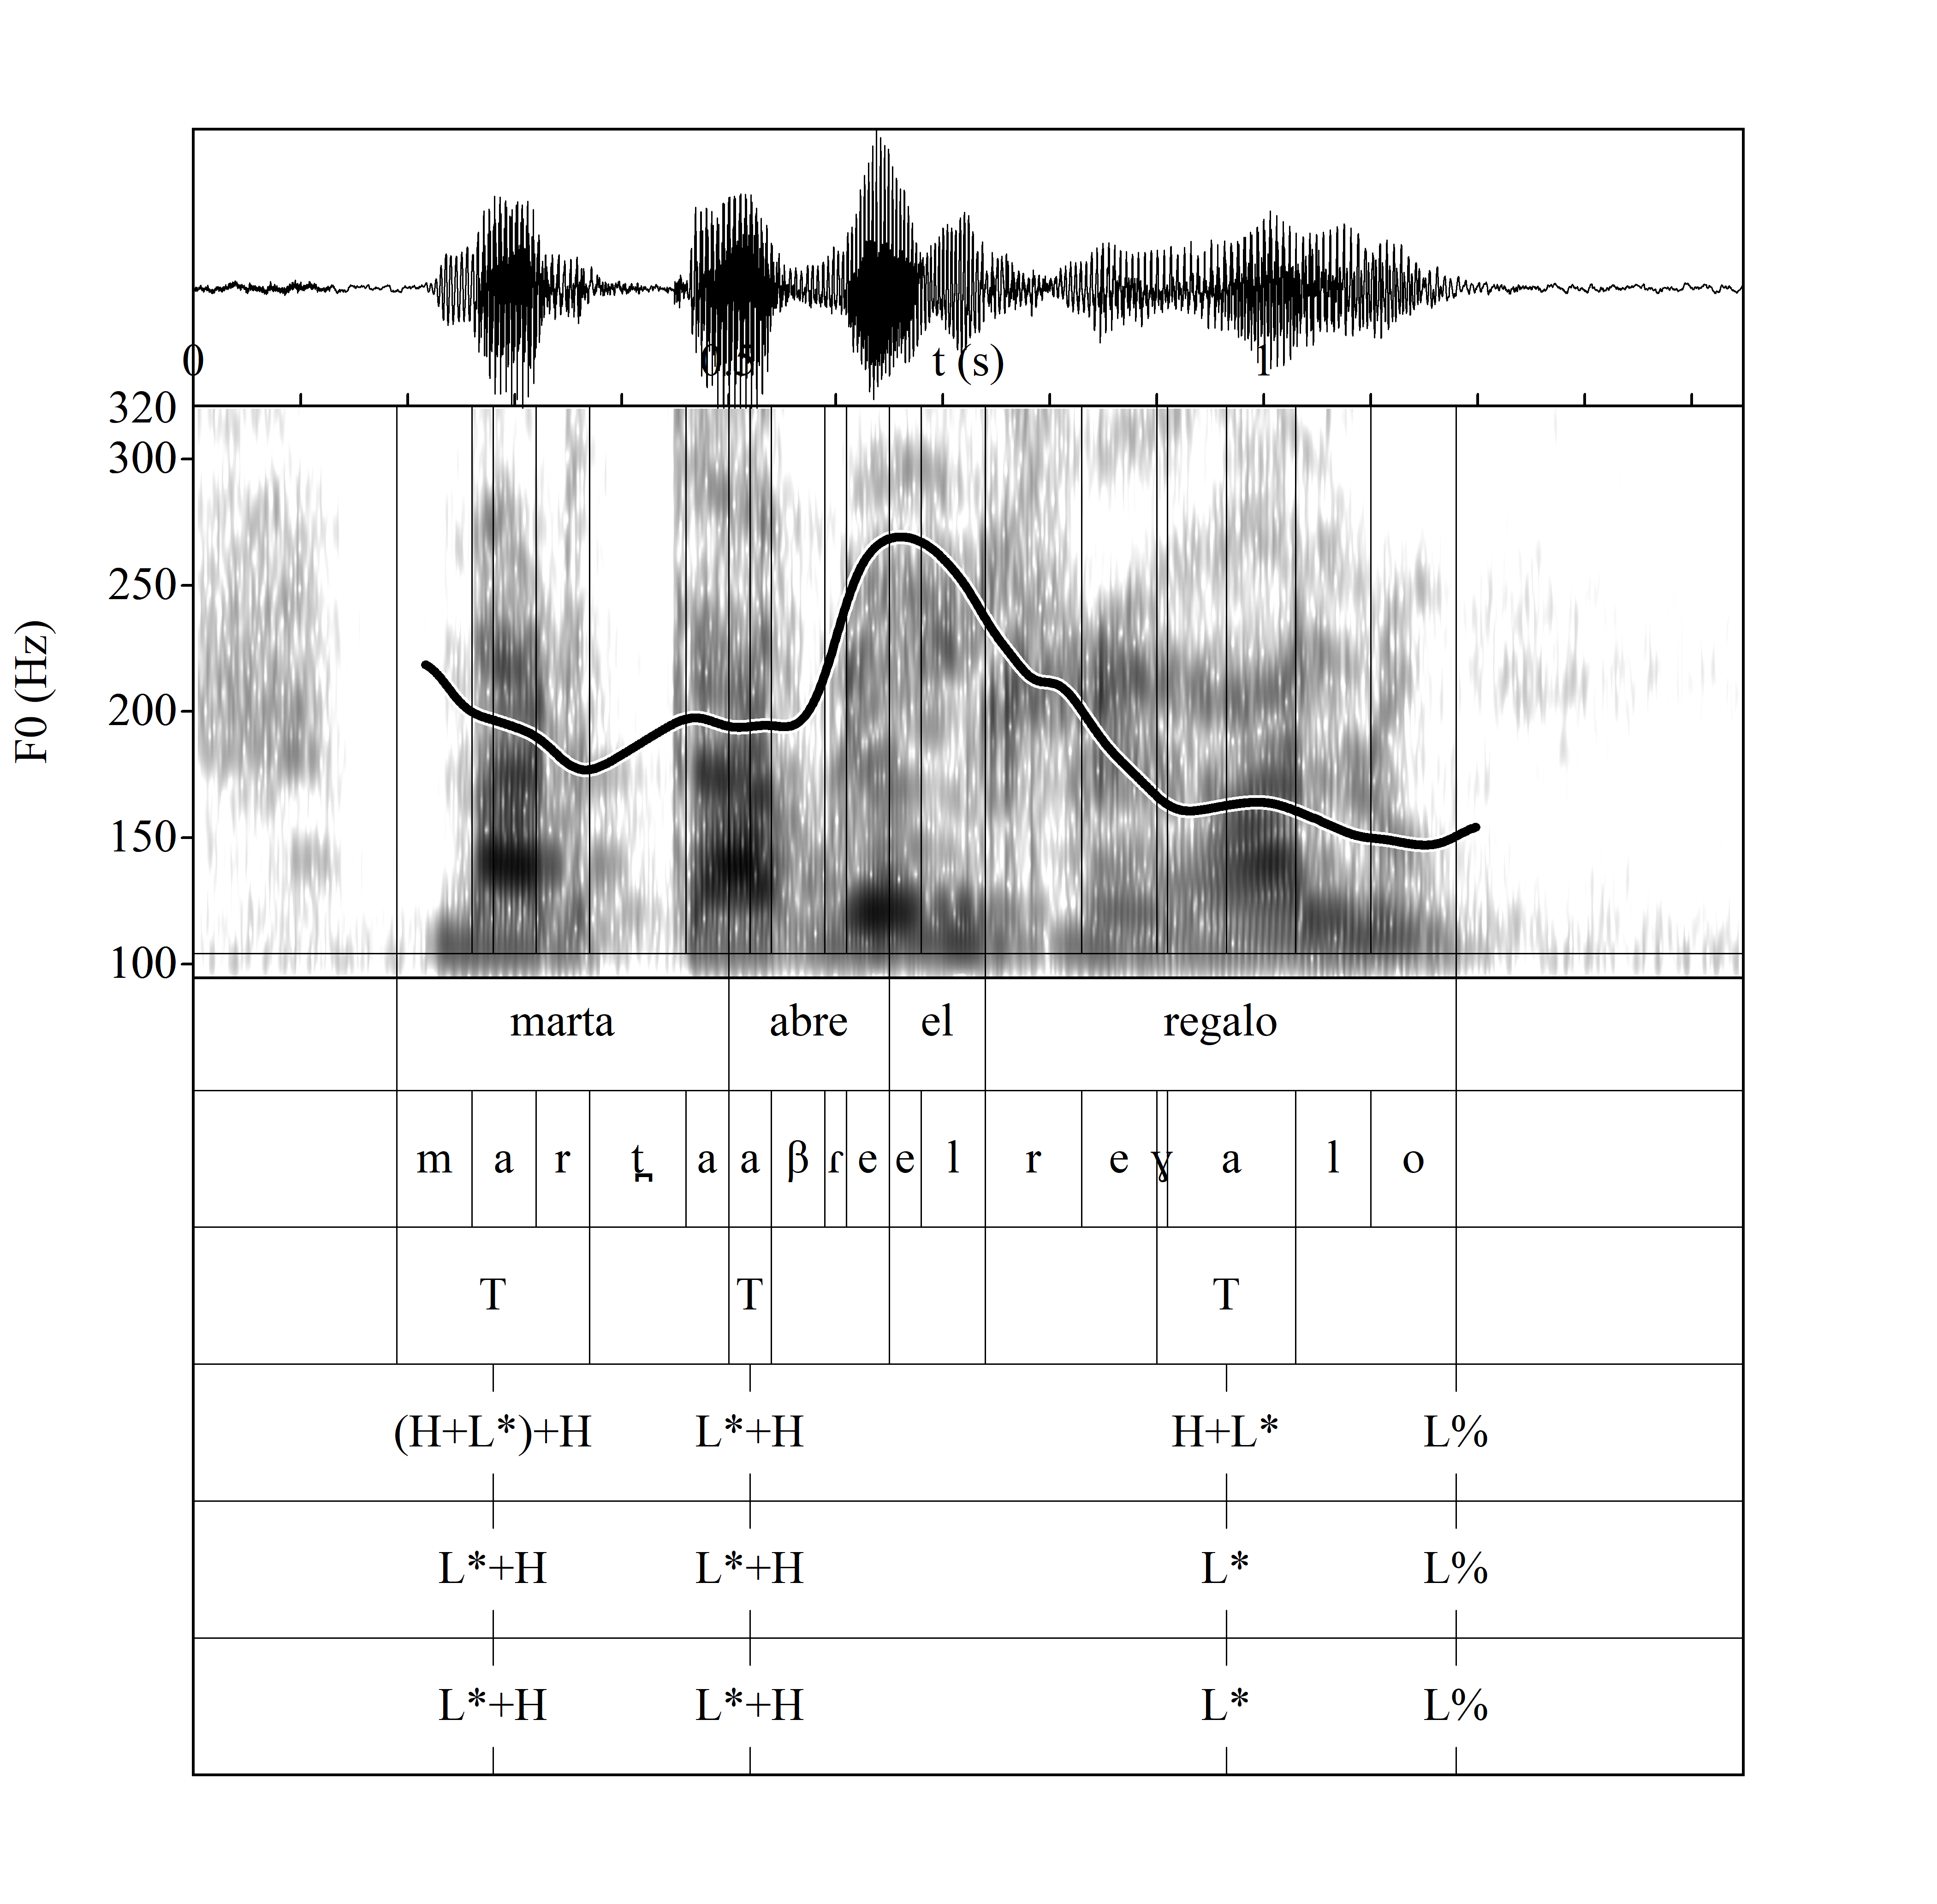 0 0.5 t (s) 1
320
300
250
200
150
100
F0 (Hz)
marta abre el regalo
m a r t̪ a a β ɾ e e l r e ɣ a l o
T T T
(H+L*)+H L*+H H+L* L%
L*+H L*+H L* L%
L*+H L*+H L* L%